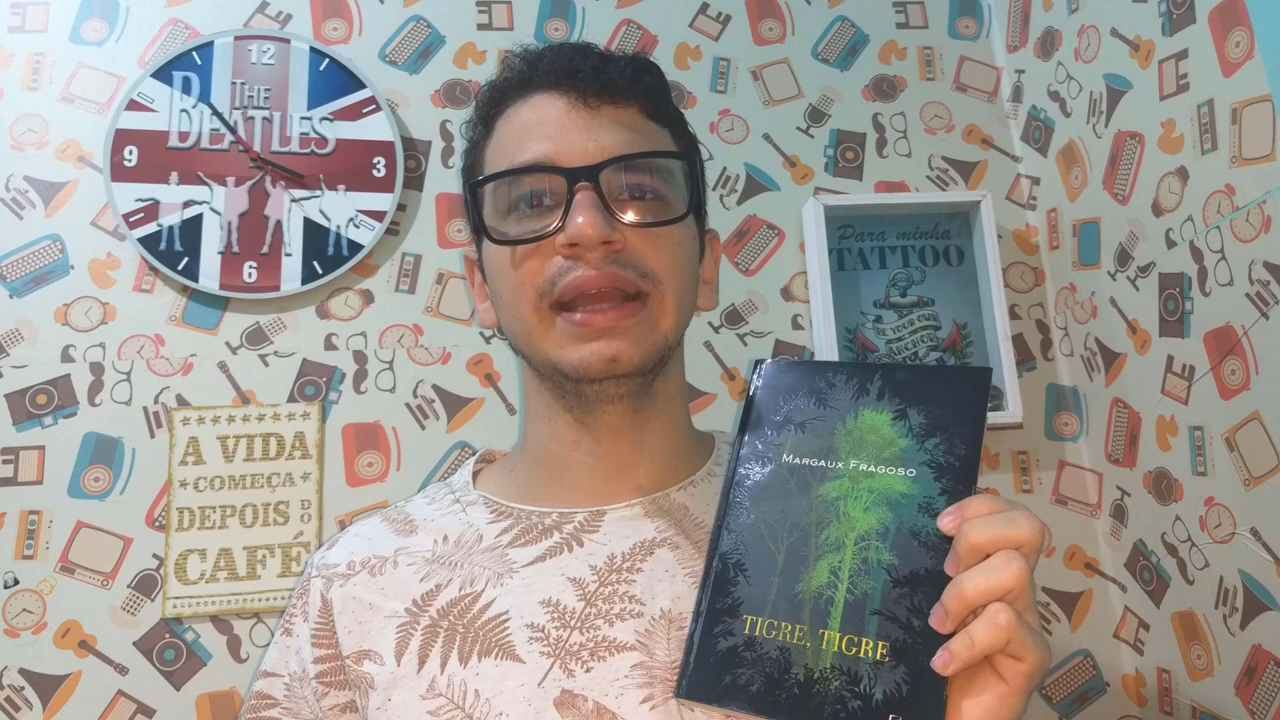 12
THE
BEATLES
9
3
6
A VIDA
COMEÇA
DEPOIS DO
CAFÉ
Para minha
TATTOO
BE YOUR OWN
ANCHOR
MARGAUX FRAGOSO
TIGRE, TIGRE